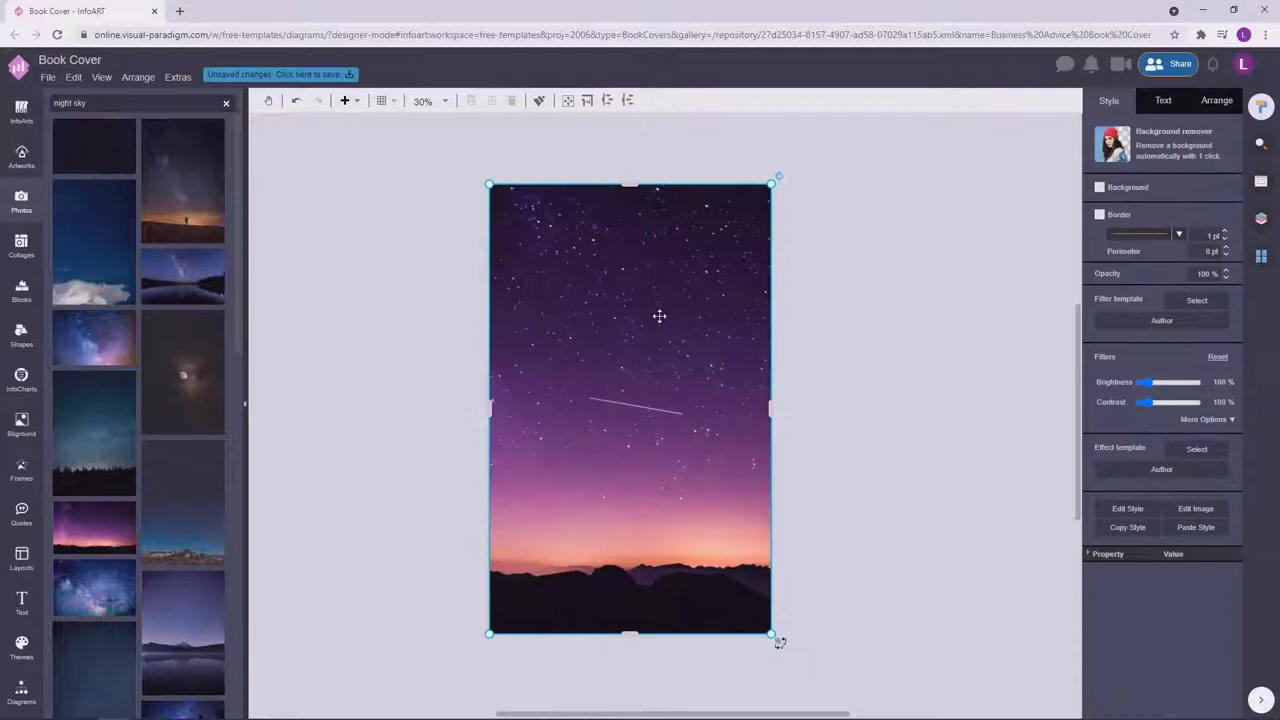 Book Cover - InfoART
online.visual-paradigm.com/w/free-templates/diagrams/?designer-mode#infoart:workspace=free-templates&proj=2006&type=BookCovers&gallery=/repository/27d25034-8157-4907-ad58-07029a115ab5.xml&name=Business%20Advice%20Book%20Cover
L
Book Cover
File Edit View Arrange Extras
Unsaved changes. Click here to save.
Share
L
night sky
30%
InfoArts
Artworks
Photos
Collages
Blocks
Shapes
InfoCharts
Bkground
Frames
Quotes
Layouts
Text
Themes
Diagrams
Style Text Arrange
Background remover
Remove a background
automatically with 1 click.
Background
Border
1 pt
Perimeter 0 pt
Opacity 100 %
Filter template Select
Author
Filters Reset
Brightness 100 %
Contrast 100 %
More Options
Effect template Select
Author
Edit Style Edit Image
Copy Style Paste Style
Property Value